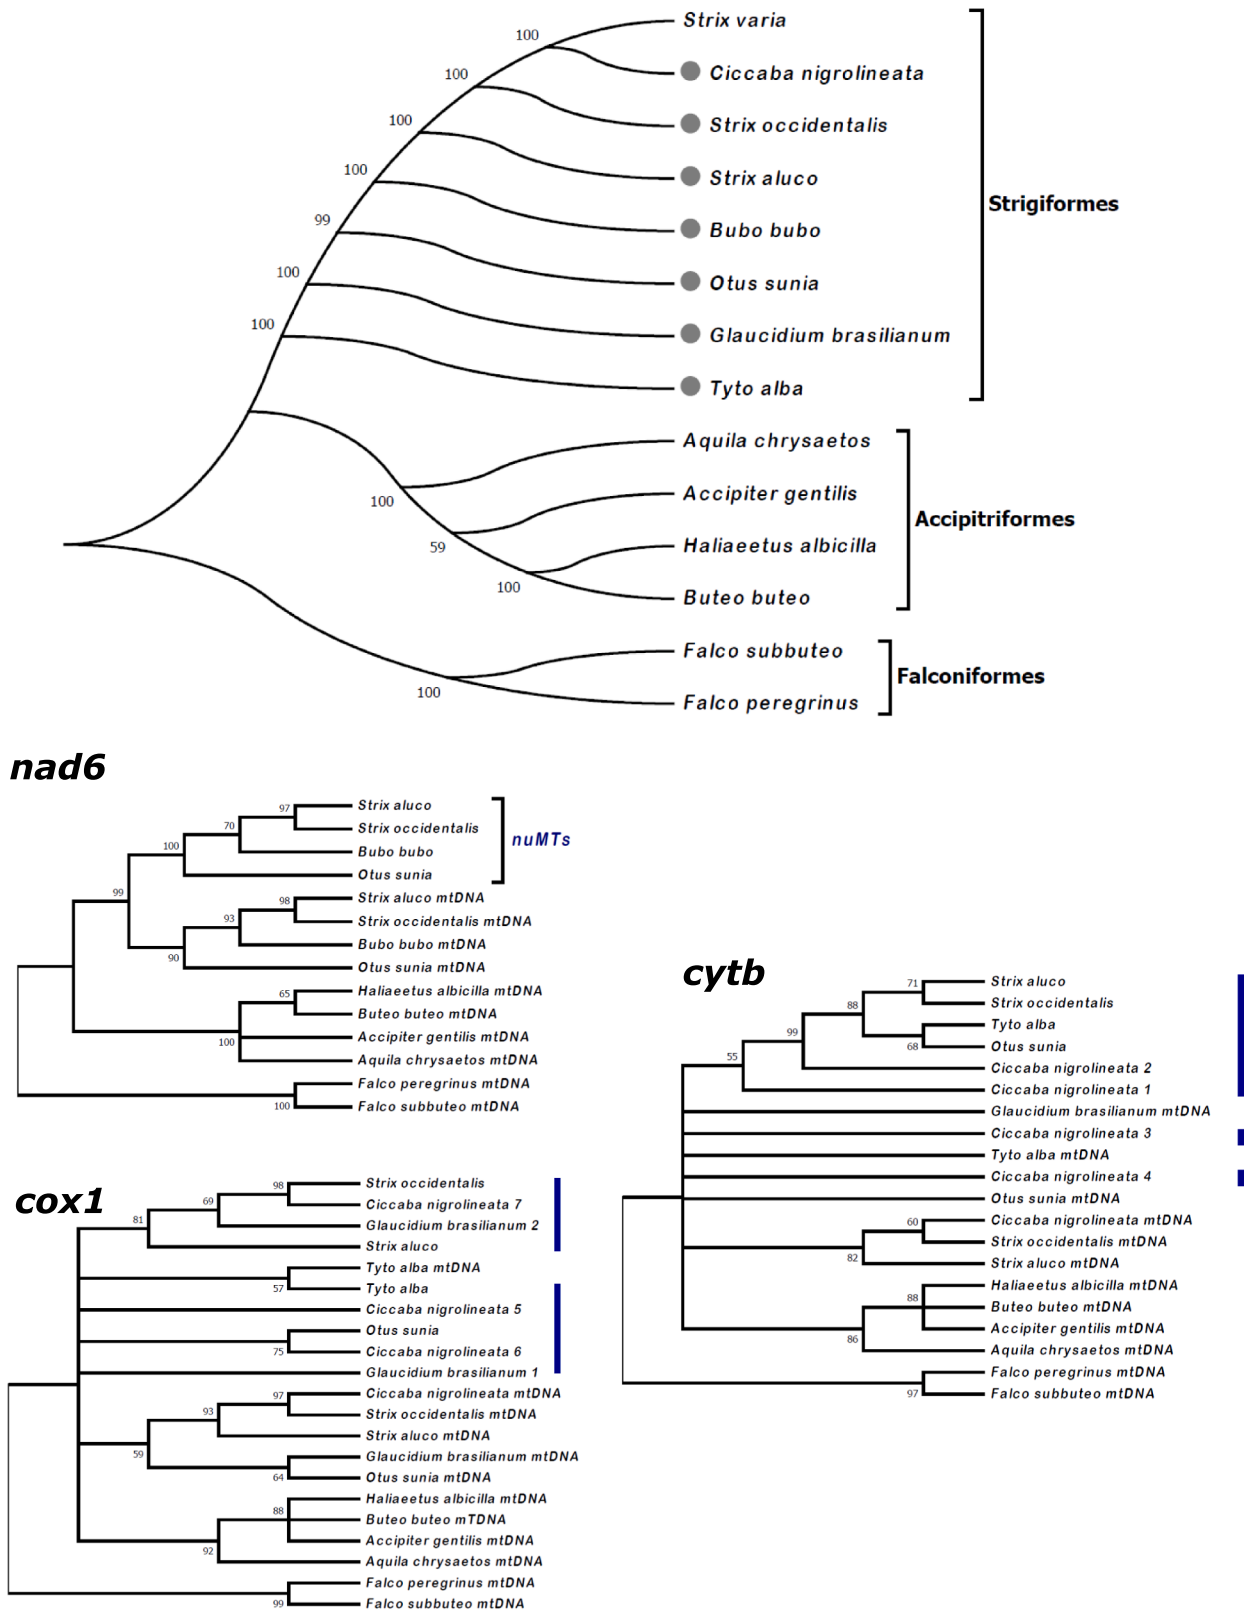 Strix varia
100
Ciccaba nigrolineata
100
Strix occidentalis
100
Strix aluco
100
Bubo bubo
99
Otus sunia
100
Glaucidium brasilianum
100
Tyto alba
Strigiformes
Aquila chrysaetos
100
Accipiter gentilis
59
Haliaeetus albicilla
100
Buteo buteo
Accipitriformes
Falco subbuteo
100
Falco peregrinus
Falconiformes
nad6
97
Strix aluco
Strix occidentalis
70
Bubo bubo
100
Otus sunia
nuMTs
99
98
Strix aluco mtDNA
Strix occidentalis mtDNA
93
Bubo bubo mtDNA
90
Otus sunia mtDNA
65
Haliaeetus albicilla mtDNA
Buteo buteo mtDNA
100
Accipiter gentilis mtDNA
Aquila chrysaetos mtDNA
Falco peregrinus mtDNA
100
Falco subbuteo mtDNA
cytb
71
Strix aluco
88
Strix occidentalis
99
Tyto alba
68
Otus sunia
55
Ciccaba nigrolineata 2
Ciccaba nigrolineata 1
Glaucidium brasilianum mtDNA
Ciccaba nigrolineata 3
Tyto alba mtDNA
Ciccaba nigrolineata 4
Otus sunia mtDNA
60
Ciccaba nigrolineata mtDNA
Strix occidentalis mtDNA
82
Strix aluco mtDNA
88
Haliaeetus albicilla mtDNA
Buteo buteo mtDNA
86
Accipiter gentilis mtDNA
Aquila chrysaetos mtDNA
Falco peregrinus mtDNA
97
Falco subbuteo mtDNA
cox1
98
Strix occidentalis
69
Ciccaba nigrolineata 7
81
Glaucidium brasilianum 2
Strix aluco
Tyto alba mtDNA
57
Tyto alba
Ciccaba nigrolineata 5
Otus sunia
75
Ciccaba nigrolineata 6
Glaucidium brasilianum 1
97
Ciccaba nigrolineata mtDNA
93
Strix occidentalis mtDNA
Strix aluco mtDNA
59
Glaucidium brasilianum mtDNA
64
Otus sunia mtDNA
88
Haliaeetus albicilla mtDNA
Buteo buteo mTDNA
92
Accipiter gentilis mtDNA
Aquila chrysaetos mtDNA
Falco peregrinus mtDNA
99
Falco subbuteo mtDNA